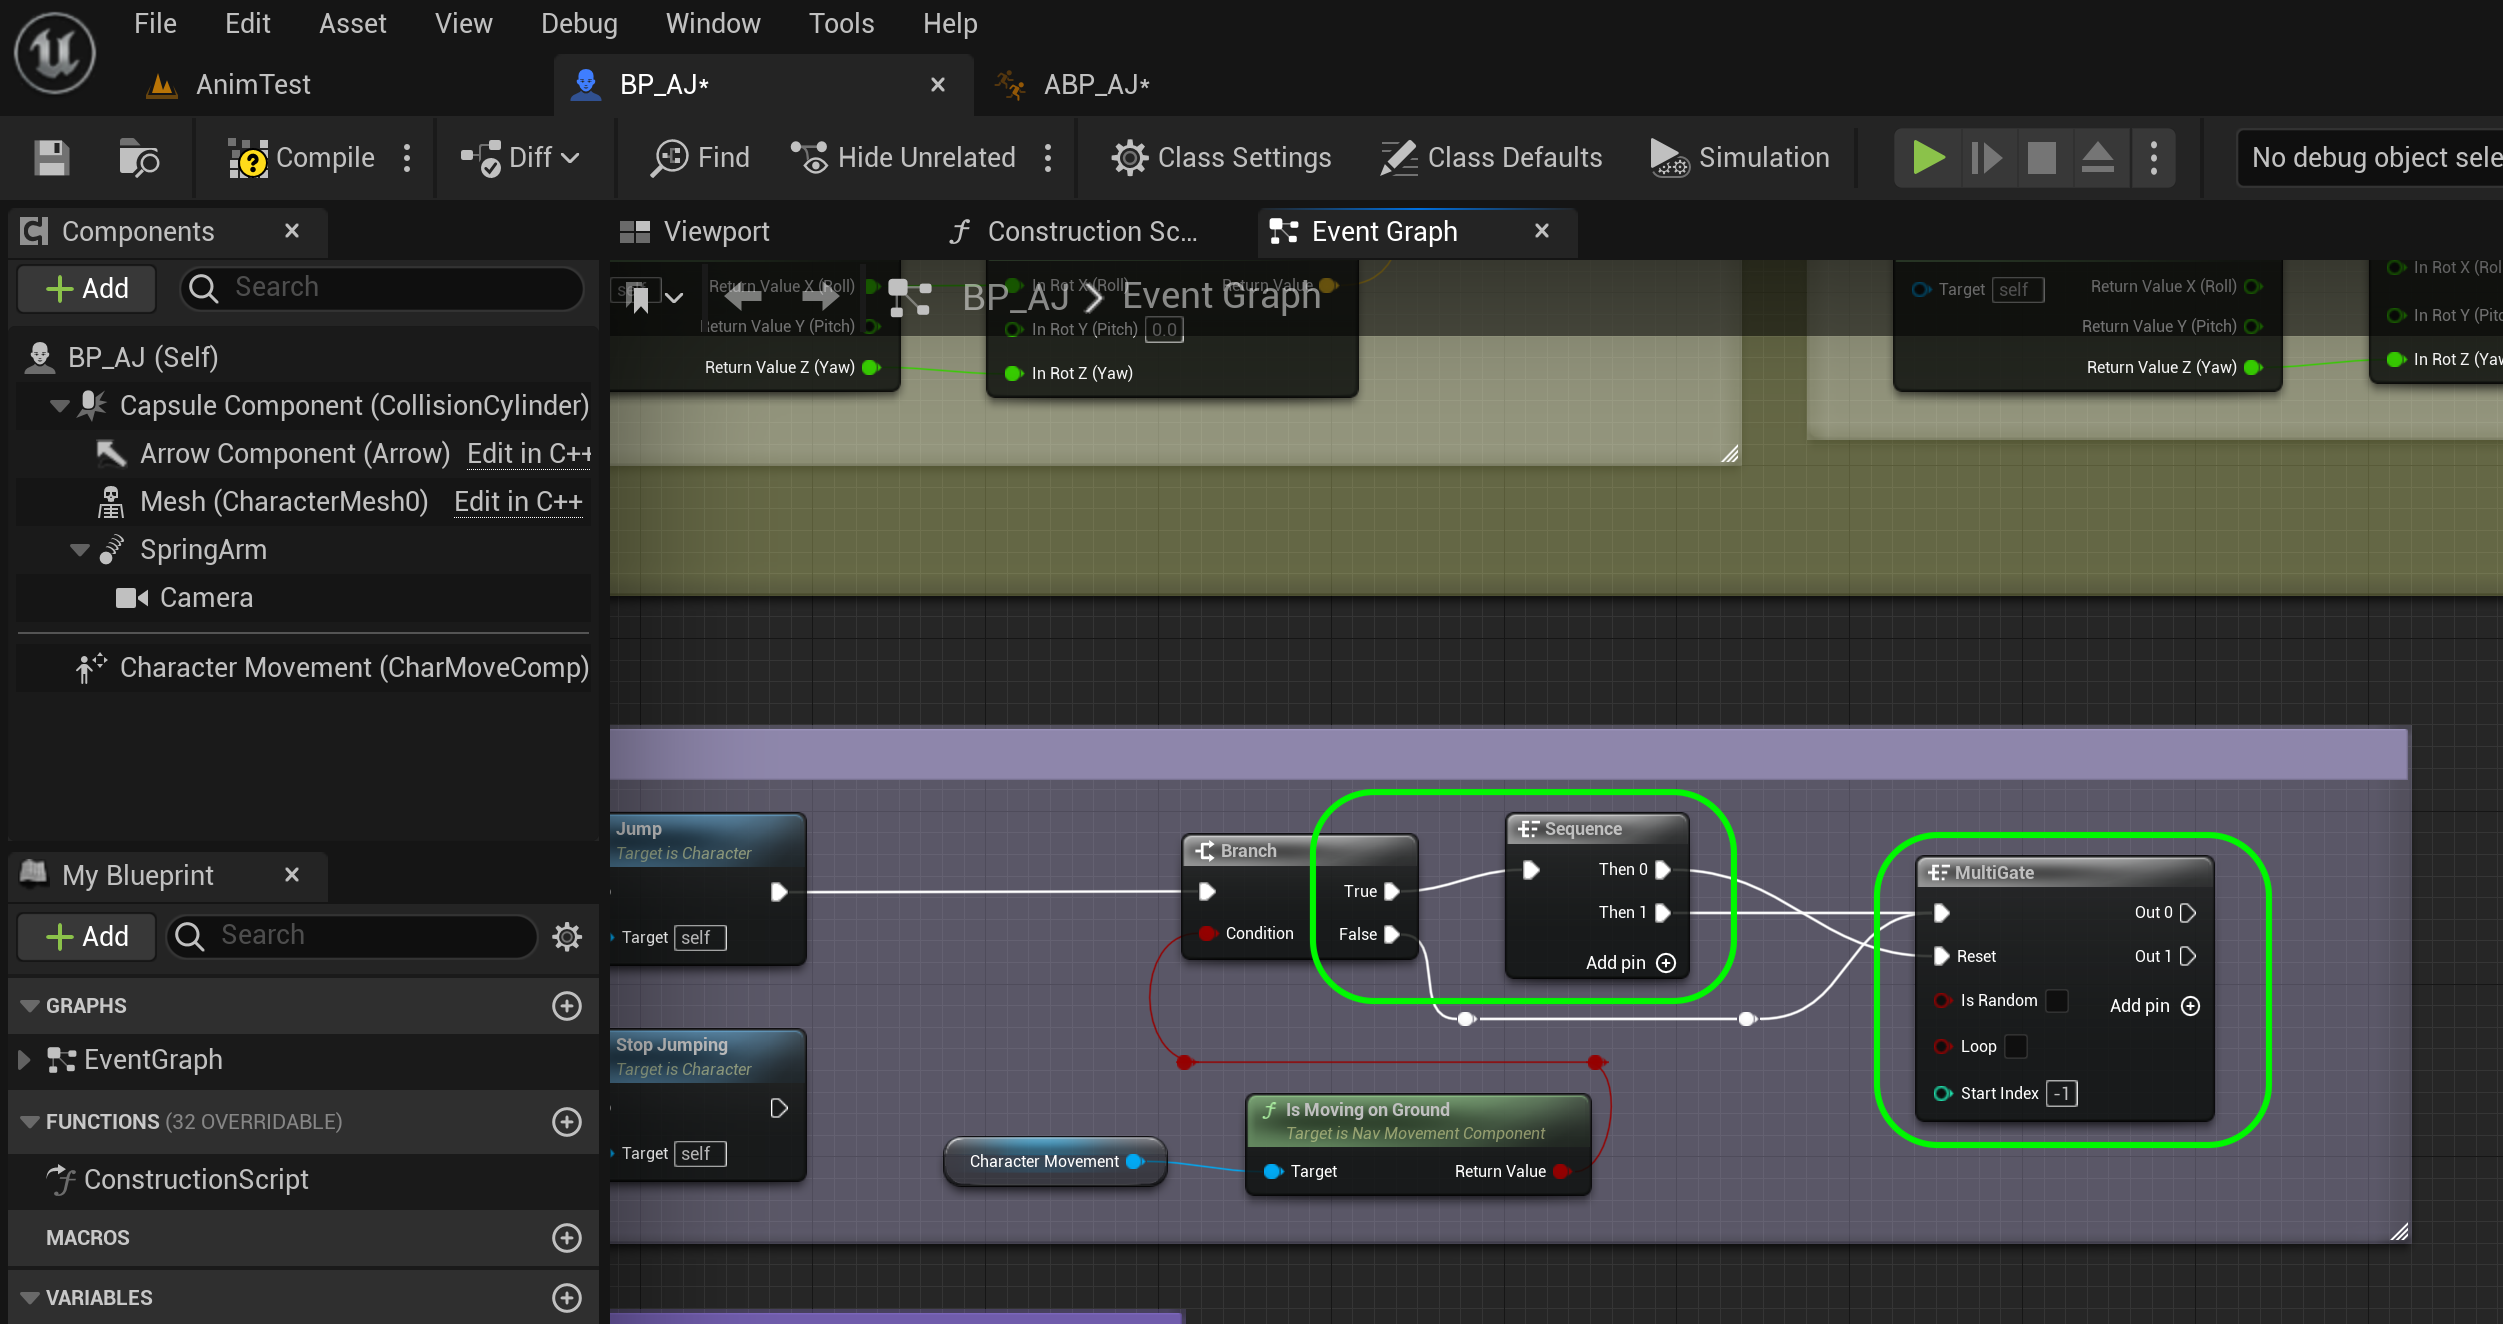 File Edit Asset View Debug Window Tools Help
AnimTest BP_AJ* ABP_AJ*
Compile Diff Find Hide Unrelated Class Settings Class Defaults Simulation No debug object sele
Components
Add Search
BP_AJ (Self)
Capsule Component (CollisionCylinder)
Arrow Component (Arrow) Edit in C++
Mesh (CharacterMesh0) Edit in C++
SpringArm
Camera
Character Movement (CharMoveComp)
My Blueprint
Add Search
GRAPHS
EventGraph
FUNCTIONS (32 OVERRIDABLE)
ConstructionScript
MACROS
VARIABLES
Viewport Construction Sc... Event Graph
BP_AJ > Event Graph
Return Value X (Roll)
Return Value Y (Pitch)
Return Value Z (Yaw)
In Rot X (Roll) Return Value
In Rot Y (Pitch) 0.0
In Rot Z (Yaw)
Target self Return Value X (Roll)
Return Value Y (Pitch)
Return Value Z (Yaw)
In Rot X (Rol
In Rot Y (Pitc
In Rot Z (Yaw
Jump
Target is Character
Target self
Stop Jumping
Target is Character
Target self
Branch
True
Condition
False
Sequence
Then 0
Then 1
Add pin
MultiGate
Out 0
Reset Out 1
Is Random Add pin
Loop
Start Index -1
Character Movement
Is Moving on Ground
Target is Nav Movement Component
Target Return Value